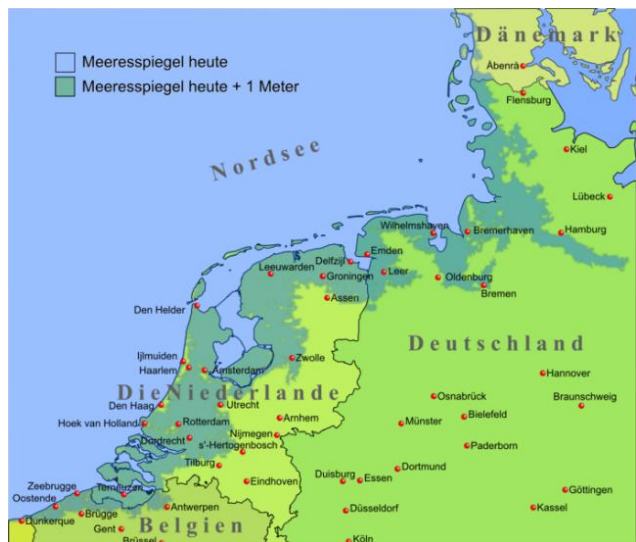 Dänemark
Meeresspiegel heute
Meeresspiegel heute + 1 Meter
Åbenrå
Flensburg
Nordsee
Kiel
Lübeck
Wilhelmshaven
Bremerhaven
Hamburg
Delfzijl
Emden
Leeuwarden
Groningen
Leer
Oldenburg
Assen
Bremen
Den Helder
Deutschland
Ijlmuiden
Zwolle
Haarlem
Amsterdam
Hannover
Die Niederlande
Osnabrück
Braunschweig
Den Haag
Utrecht
Hoek van Holland
Rotterdam
Arnhem
Münster
Bielefeld
Dordrecht
Nijmegen
s'-Hertogenbosch
Paderborn
Tilburg
Dortmund
Zeebrugge
Terneuzen
Eindhoven
Duisburg
Essen
Göttingen
Oostende
Brügge
Antwerpen
Düsseldorf
Kassel
Dunkerque
Gent
Belgien
Brüssel
Köln